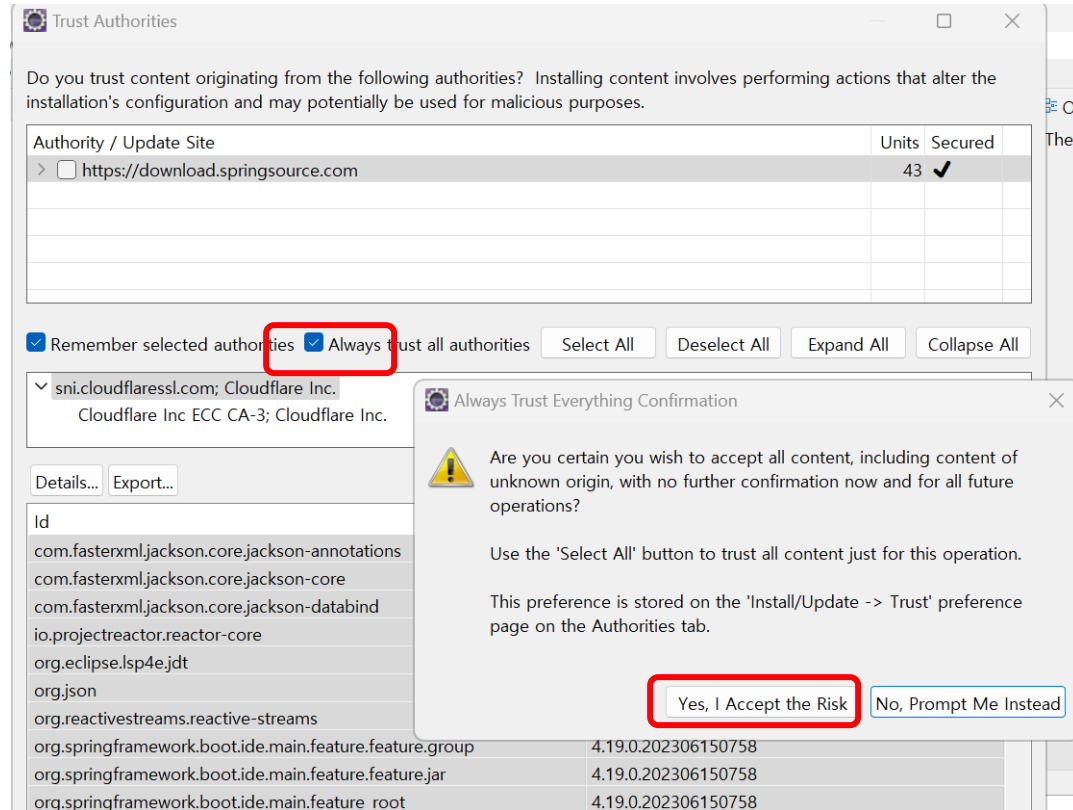 Trust Authorities
Do you trust content originating from the following authorities?  Installing content involves performing actions that alter the
installation's configuration and may potentially be used for malicious purposes.
Authority / Update Site Units Secured
https://download.springsource.com 43
The
Remember selected authorities Always trust all authorities Select All Deselect All Expand All Collapse All
sni.cloudflaressl.com; Cloudflare Inc.
Cloudflare Inc ECC CA-3; Cloudflare Inc.
Details... Export...
Id
com.fasterxml.jackson.core.jackson-annotations
com.fasterxml.jackson.core.jackson-core
com.fasterxml.jackson.core.jackson-databind
io.projectreactor.reactor-core
org.eclipse.lsp4e.jdt
org.json
org.reactivestreams.reactive-streams
org.springframework.boot.ide.main.feature.feature.group 4.19.0.202306150758
org.springframework.boot.ide.main.feature.feature.jar 4.19.0.202306150758
org.springframework.boot.ide.main.feature_root 4.19.0.202306150758
Always Trust Everything Confirmation
Are you certain you wish to accept all content, including content of
unknown origin, with no further confirmation now and for all future
operations?
Use the 'Select All' button to trust all content just for this operation.
This preference is stored on the 'Install/Update -> Trust' preference
page on the Authorities tab.
Yes, I Accept the Risk No, Prompt Me Instead